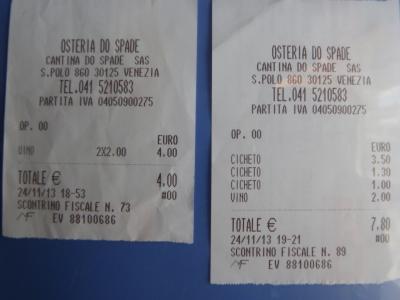 OSTERIA DO SPADE
CANTINA DO SPADE SAS
S.POLO 860 30125 VENEZIA
TEL.041 5210583
PARTITA IVA 04050900275
OP. 00
EURO
VINO 2X2.00 4.00
TOTALE € 4.00
24/11/13 18-53 #00
SCONTRINO FISCALE N. 73
MF EV 88100686
OSTERIA DO SPADE
CANTINA DO SPADE SAS
S.POLO 860 30125 VENEZIA
TEL.041 5210583
PARTITA IVA 04050900275
OP. 00
EURO
CICHETO 3.50
CICHETO 1.30
CICHETO 1.00
VINO 2.00
TOTALE € 7.80
24/11/13 19-21 #00
SCONTRINO FISCALE N. 89
MF EV 88100686